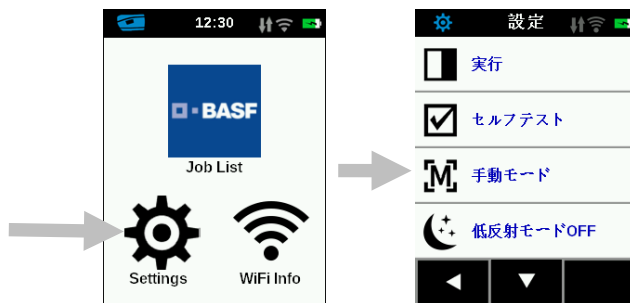 12:30
BASF
Job List
Settings
WiFi Info
設定
実行
セルフテスト
M 手動モード
低反射モードOFF